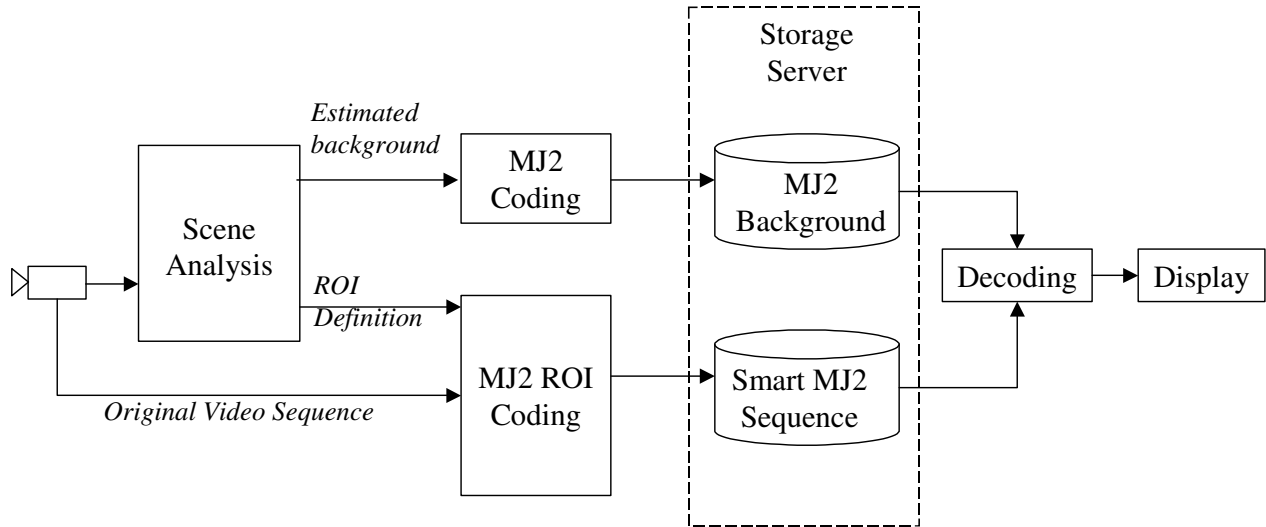 Storage
Server
Estimated
background
MJ2
Coding
MJ2
Background
Scene
Analysis
Decoding
Display
ROI
Definition
MJ2 ROI
Coding
Smart MJ2
Sequence
Original Video Sequence